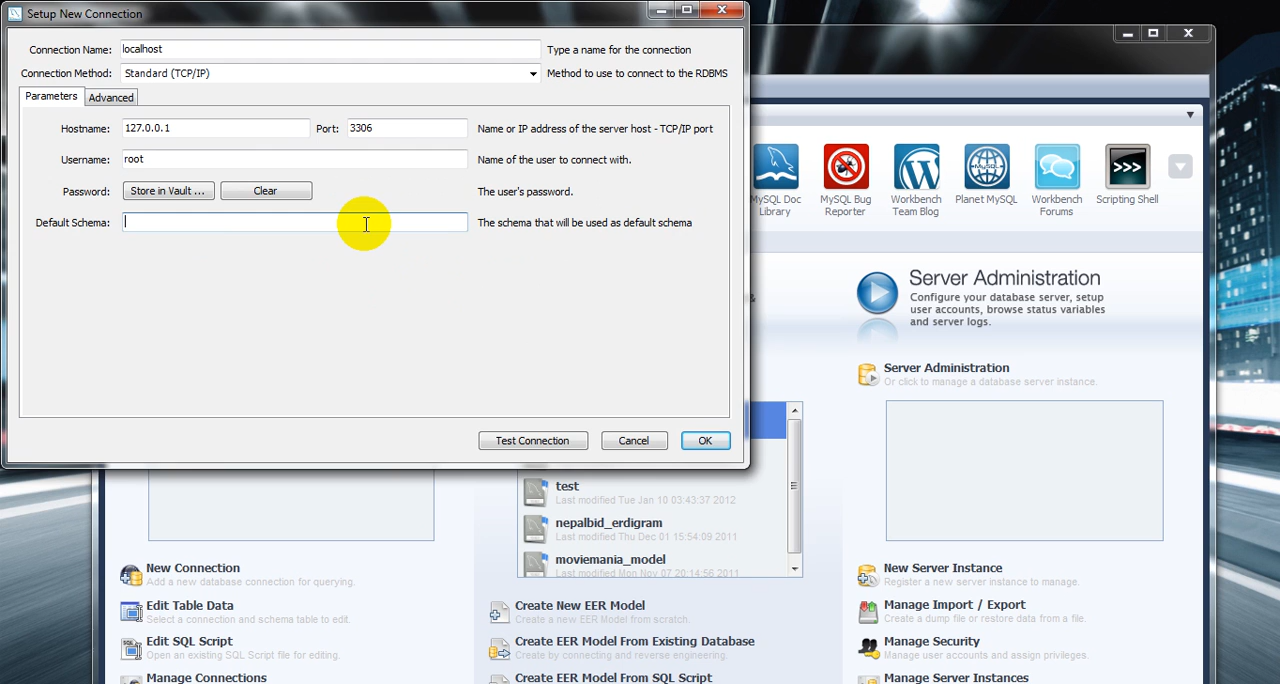 Setup New Connection
Connection Name: localhost Type a name for the connection
Connection Method: Standard (TCP/IP) Method to use to connect to the RDBMS
Parameters Advanced
Hostname: 127.0.0.1 Port: 3306 Name or IP address of the server host - TCP/IP port
Username: root Name of the user to connect with.
Password: Store in Vault ... Clear The user's password.
Default Schema: The schema that will be used as default schema
Test Connection Cancel OK
MySQL Doc
Library
MySQL Bug
Reporter
Workbench
Team Blog
Planet MySQL
Workbench
Forums
Scripting Shell
>>>
Server Administration
Configure your database server, setup
user accounts, browse status variables
and server logs.
Server Administration
Or click to manage a database server instance.
test
Last modified Tue Jan 10 03:43:37 2012
nepalbid_erdigram
Last modified Thu Dec 01 15:54:09 2011
moviemania_model
Last modified Mon Nov 07 20:14:56 2011
New Connection
Add a new database connection for querying.
Edit Table Data
Select a connection and schema table to edit.
Edit SQL Script
Open an existing SQL Script file for editing.
Manage Connections
Create New EER Model
Create a new EER Model from scratch.
Create EER Model From Existing Database
Create by connecting and reverse engineering.
Create EER Model From SQL Script
New Server Instance
Register a new server instance to manage.
Manage Import / Export
Create a dump file or restore data from a file.
Manage Security
Manage user accounts and assign privileges.
Manage Server Instances